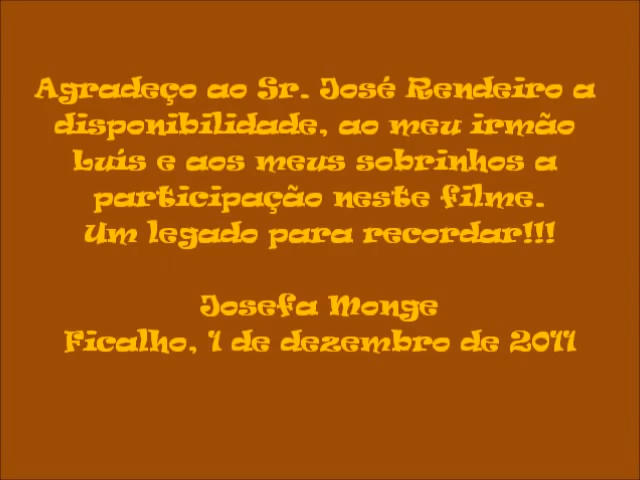 Agradeço ao Sr. José Rendeiro a
disponibilidade, ao meu irmão
Luís e aos meus sobrinhos a
participação neste filme.
Um legado para recordar!!!
Josefa Monge
Ficalho, 1 de dezembro de 2011